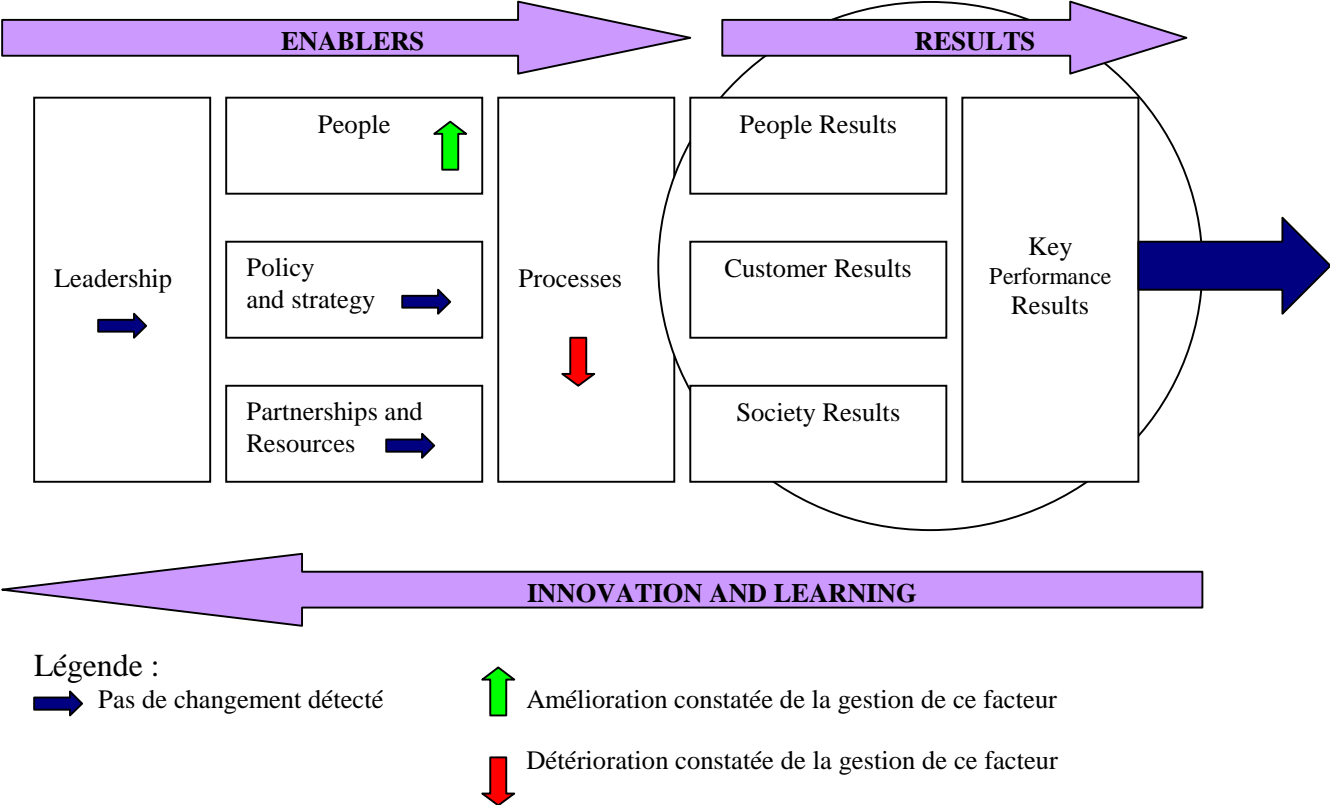 ENABLERS
RESULTS
Leadership
People
Policy
and strategy
Partnerships and
Resources
Processes
People Results
Customer Results
Society Results
Key
Performance
Results
INNOVATION AND LEARNING
Légende :
Pas de changement détecté
Amélioration constatée de la gestion de ce facteur
Détérioration constatée de la gestion de ce facteur